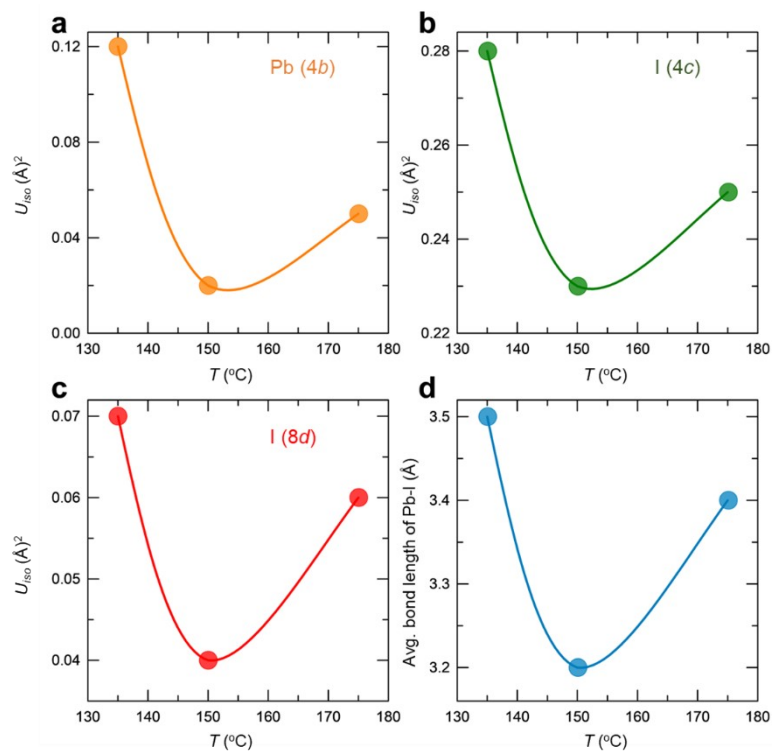 a
Pb (4b)
0.12
0.08
0.04
0.00
U_iso (Å)²
130 140 150 160 170 180
T (°C)
b
I (4c)
0.28
0.26
0.24
0.22
U_iso (Å)²
130 140 150 160 170 180
T (°C)
c
I (8d)
0.07
0.06
0.05
0.04
U_iso (Å)²
130 140 150 160 170 180
T (°C)
d
3.5
3.4
3.3
3.2
Avg. bond length of Pb-I (Å)
130 140 150 160 170 180
T (°C)